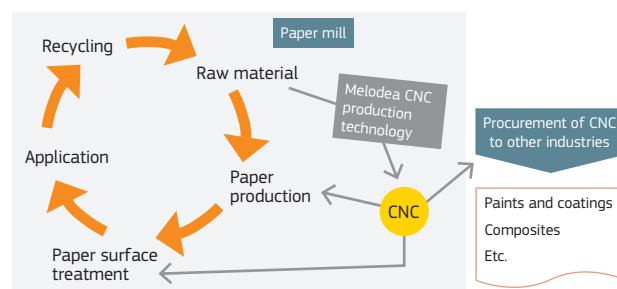 Paper mill
Recycling
Raw material
Melodea CNC
production
technology
Procurement of CNC
to other industries
Application
Paper
production
CNC
Paints and coatings
Composites
Etc.
Paper surface
treatment